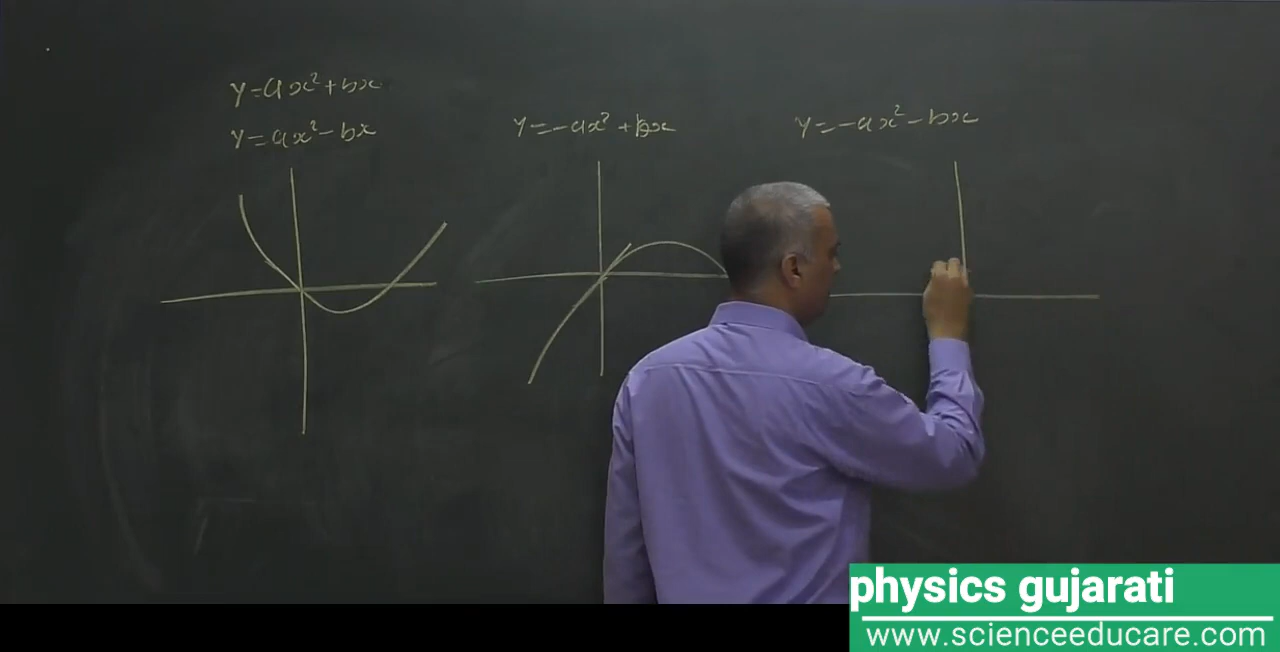 y=ax²+bx
y=ax²-bx
y=-ax²+bx
y=-ax²-bx
physics gujarati
www.scienceeducare.com